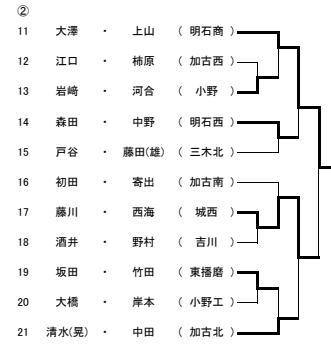 ②
11 大澤 ・ 上山 ( 明石商 )
12 江口 ・ 柿原 ( 加古西 )
13 岩﨑 ・ 河合 ( 小野 )
14 森田 ・ 中野 ( 明石西 )
15 戸谷 ・ 藤田(雄) ( 三木北 )
16 初田 ・ 寄出 ( 加古南 )
17 藤川 ・ 西海 ( 城西 )
18 酒井 ・ 野村 ( 吉川 )
19 坂田 ・ 竹田 ( 東播磨 )
20 大橋 ・ 岸本 ( 小野工 )
21 清水(晃) ・ 中田 ( 加古北 )